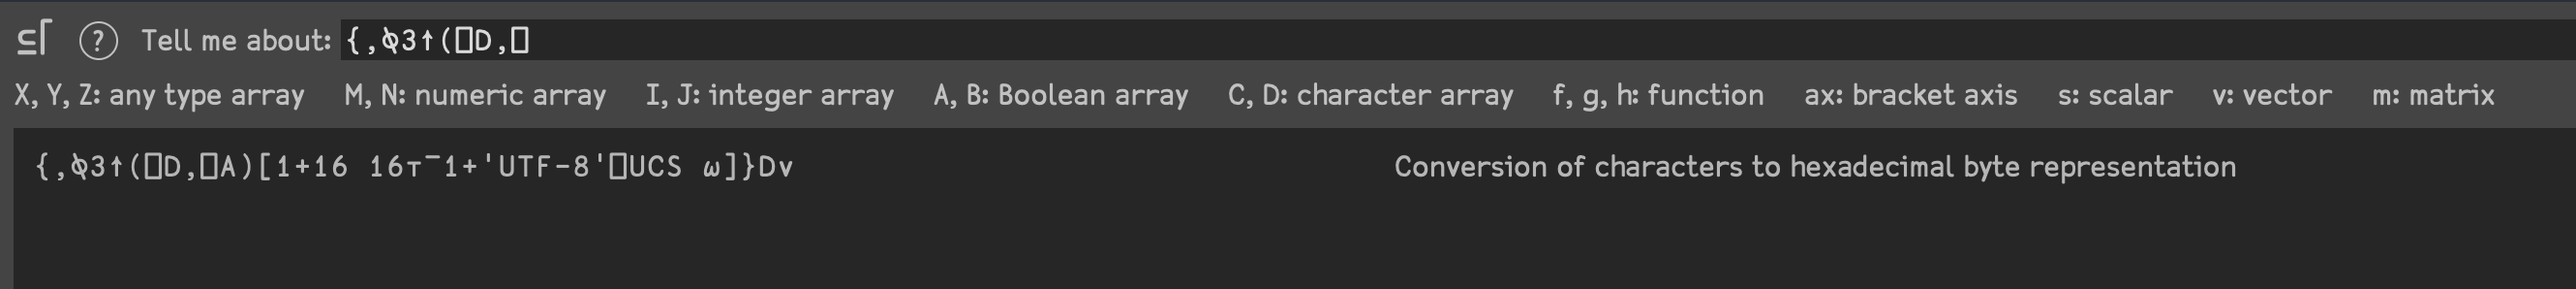 ⊆⌈ ? Tell me about: {,⍉3↑(⎕D,⎕
X, Y, Z: any type array M, N: numeric array I, J: integer array A, B: Boolean array C, D: character array f, g, h: function ax: bracket axis s: scalar v: vector m: matrix
{,⍉3↑(⎕D,⎕A)[1+16 16⊤¯1+'UTF-8'⎕UCS ⍵]}Dv Conversion of characters to hexadecimal byte representation